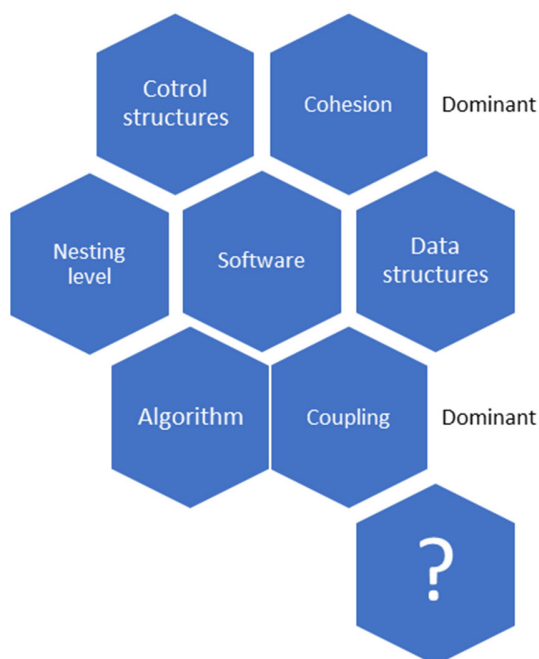 Cotrol
structures
Cohesion
Dominant
Nesting
level
Software
Data
structures
Algorithm
Coupling
Dominant
?